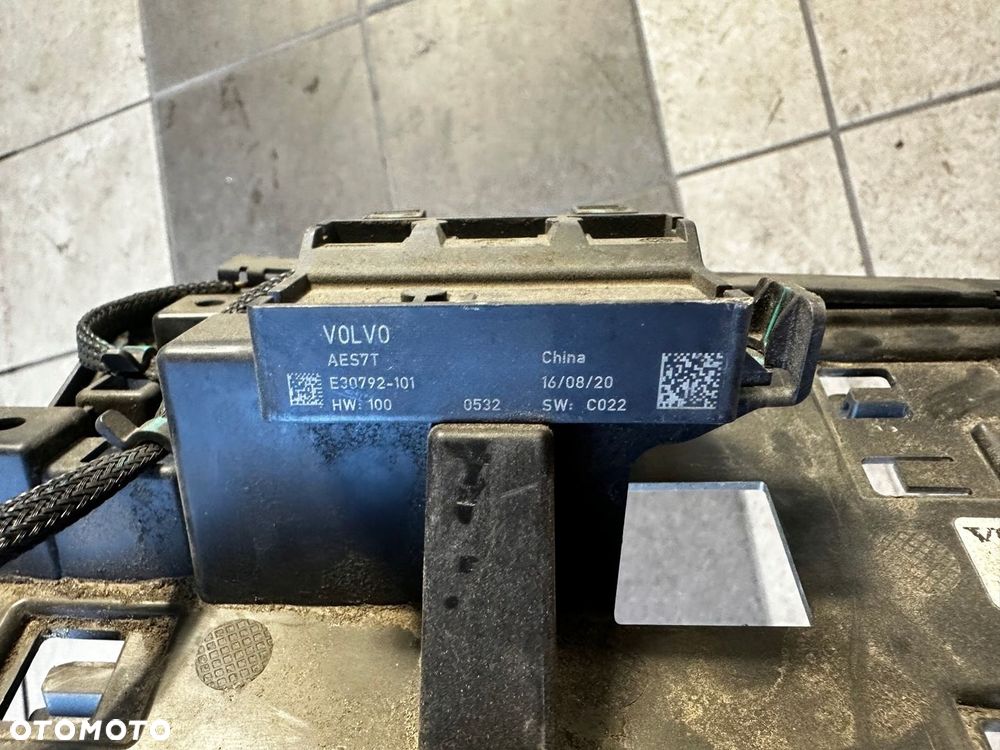 VOLVO
AES7T
China
E30792-101
16/08/20
HW: 100
0532
SW: C022
OTOMOTO